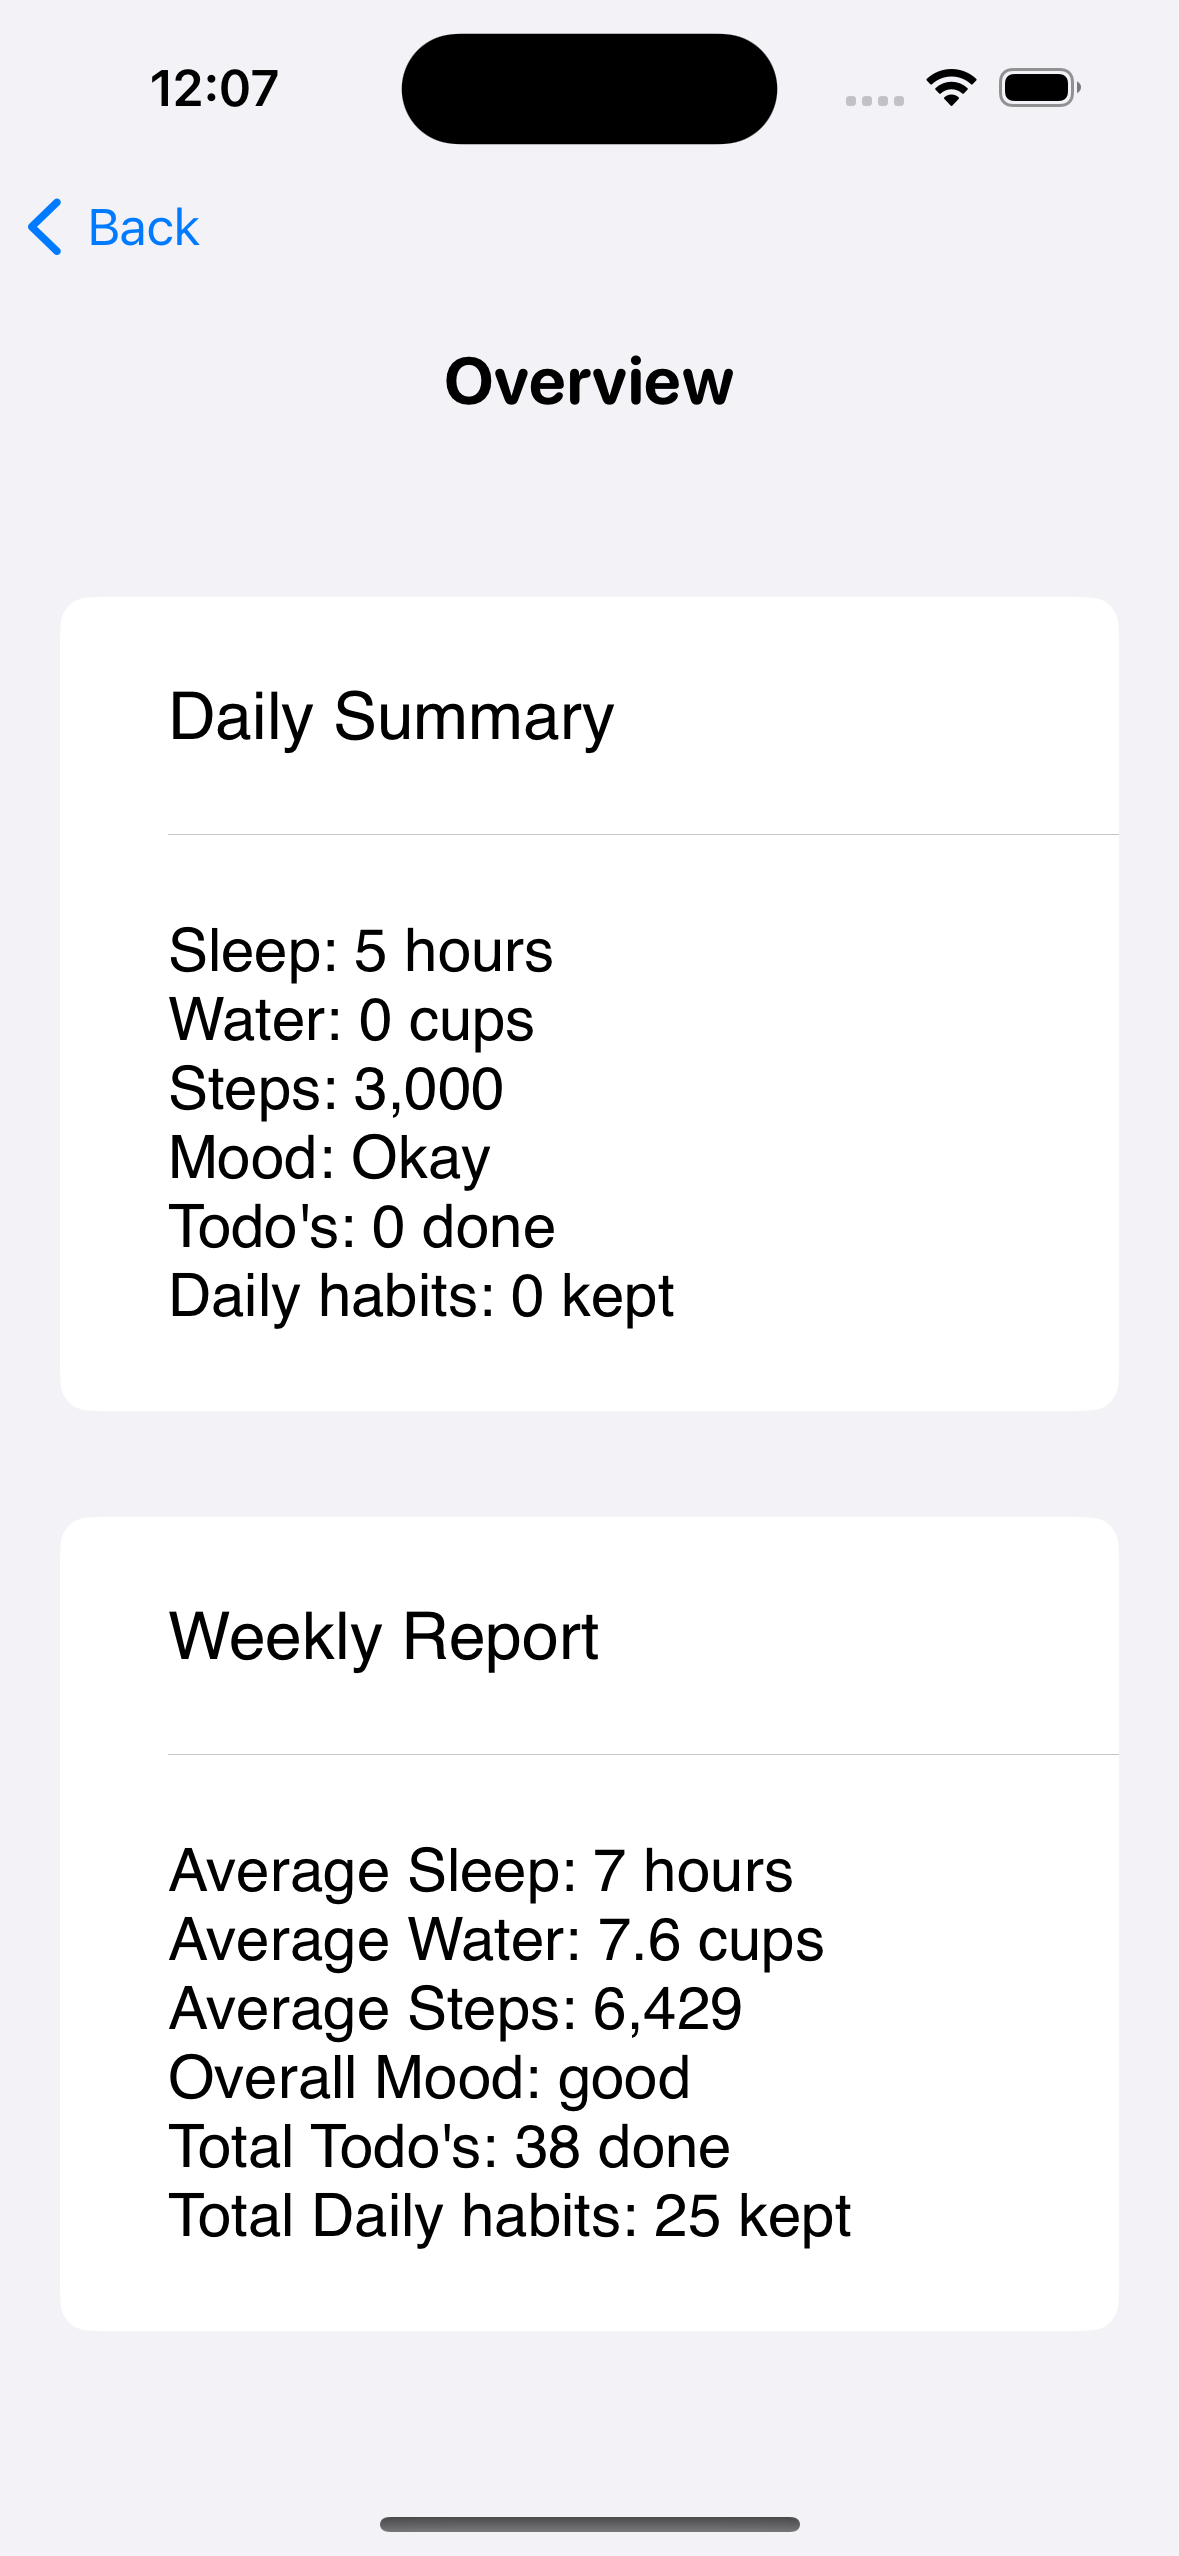 12:07
Back
Overview
Daily Summary
Sleep: 5 hours
Water: 0 cups
Steps: 3,000
Mood: Okay
Todo's: 0 done
Daily habits: 0 kept
Weekly Report
Average Sleep: 7 hours
Average Water: 7.6 cups
Average Steps: 6,429
Overall Mood: good
Total Todo's: 38 done
Total Daily habits: 25 kept